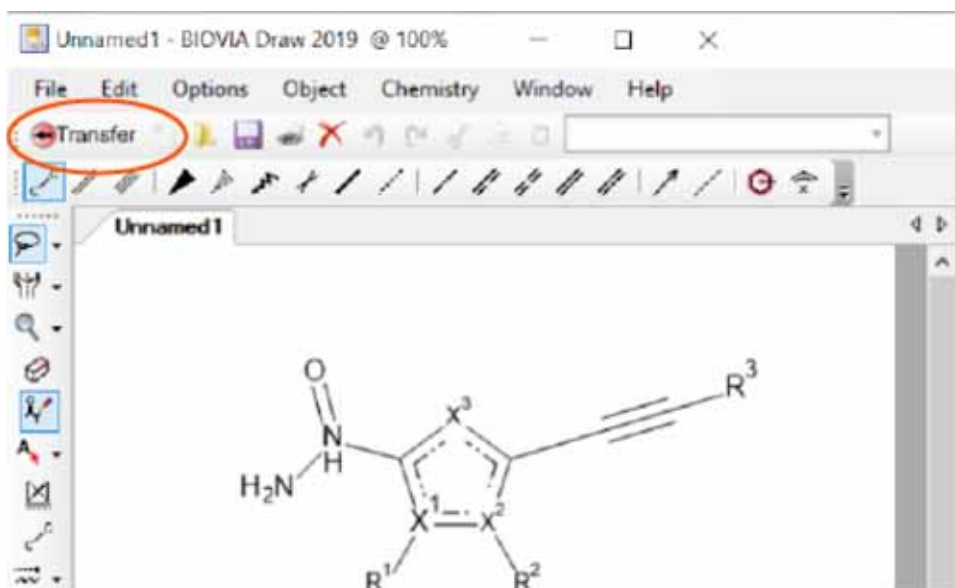 Unnamed1 - BIOVIA Draw 2019 @ 100%
File Edit Options Object Chemistry Window Help
Transfer
Unnamed1
O
R³
X³
N
H
H₂N
X¹ X²
R¹ R²